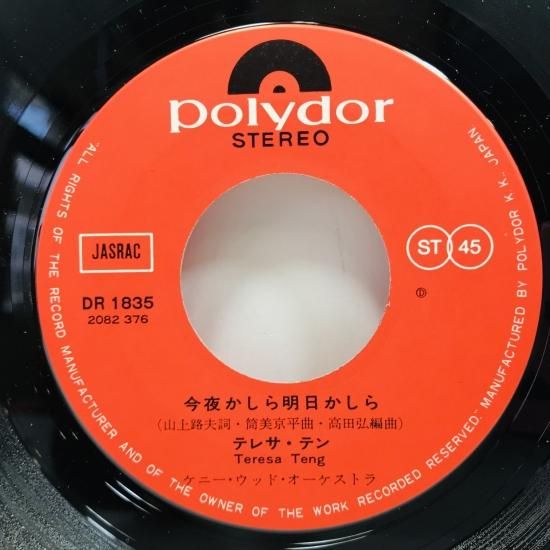 polydor
STEREO
JASRAC
ST 45
DR 1835
2082 376
Ⓟ
今夜かしら明日かしら
(山上路夫詞・筒美京平曲・高田弘編曲)
テレサ・テン
Teresa Teng
ケニー・ウッド・オーケストラ
"ALL RIGHTS OF THE RECORD MANUFACTURER AND OF THE OWNER OF THE WORK RECORDED RESERVED." MANUFACTURED BY POLYDOR K. K., JAPAN